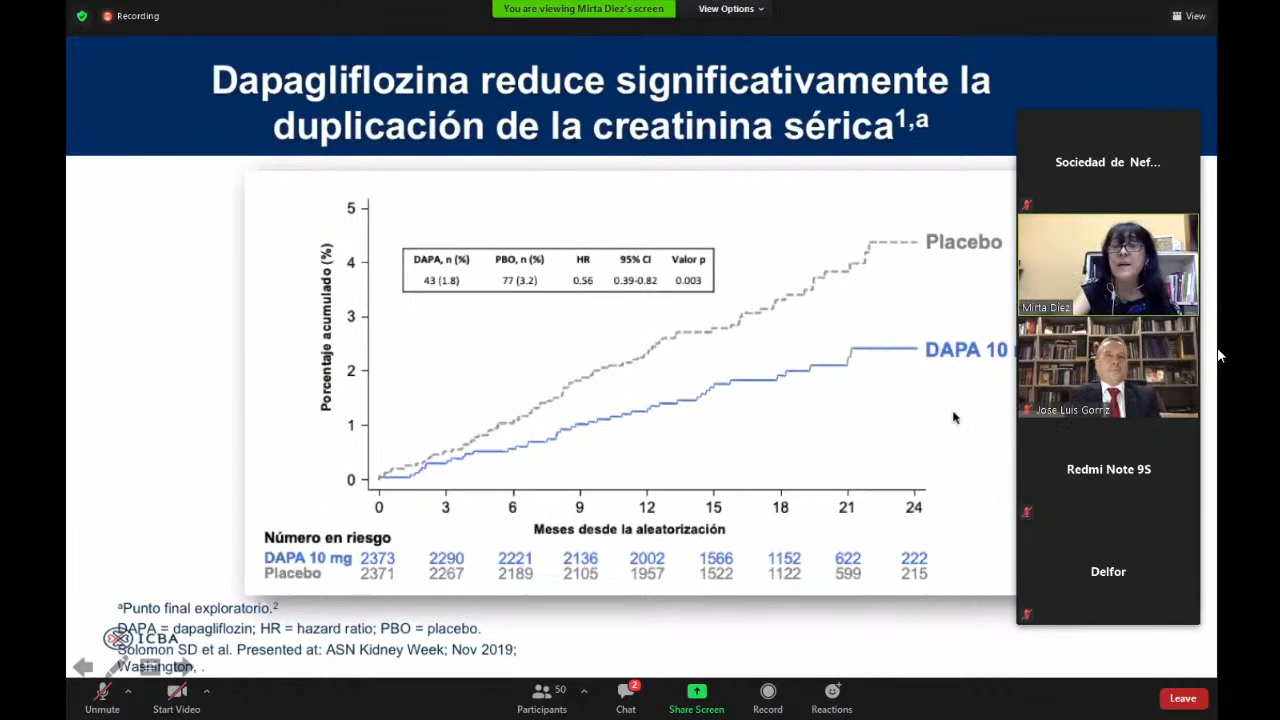 Recording
You are viewing Mirta Diez's screen
View Options
View
Dapagliflozina reduce significativamente la
duplicación de la creatinina sérica1,a
5
4
3
2
1
0
Porcentaje acumulado (%)
DAPA, n (%) PBO, n (%) HR 95% CI Valor p
43 (1.8) 77 (3.2) 0.56 0.39-0.82 0.003
Placebo
DAPA 10
0 3 6 9 12 15 18 21 24
Meses desde la aleatorización
Número en riesgo
DAPA 10 mg 2373 2290 2221 2136 2002 1566 1152 622 222
Placebo 2371 2267 2189 2105 1957 1522 1122 599 215
aPunto final exploratorio.2
DAPA = dapagliflozin; HR = hazard ratio; PBO = placebo.
ICBA
Solomon SD et al. Presented at: ASN Kidney Week; Nov 2019;
Washington, .
Sociedad de Nef...
Mirta Diez
Jose Luis Gorriz
Redmi Note 9S
Delfor
Unmute
Start Video
50
Participants
2
Chat
Share Screen
Record
Reactions
Leave